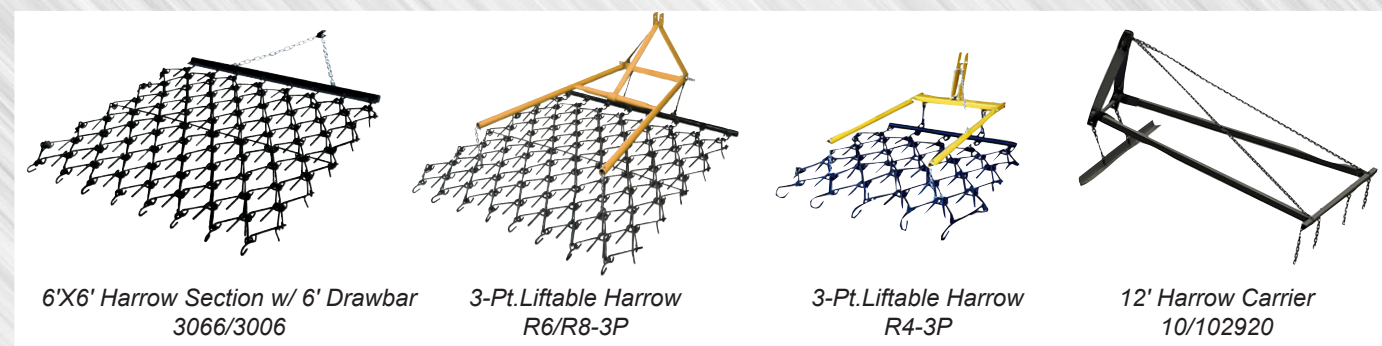 6'X6' Harrow Section w/ 6' Drawbar
3066/3006
3-Pt.Liftable Harrow
R6/R8-3P
3-Pt.Liftable Harrow
R4-3P
12' Harrow Carrier
10/102920